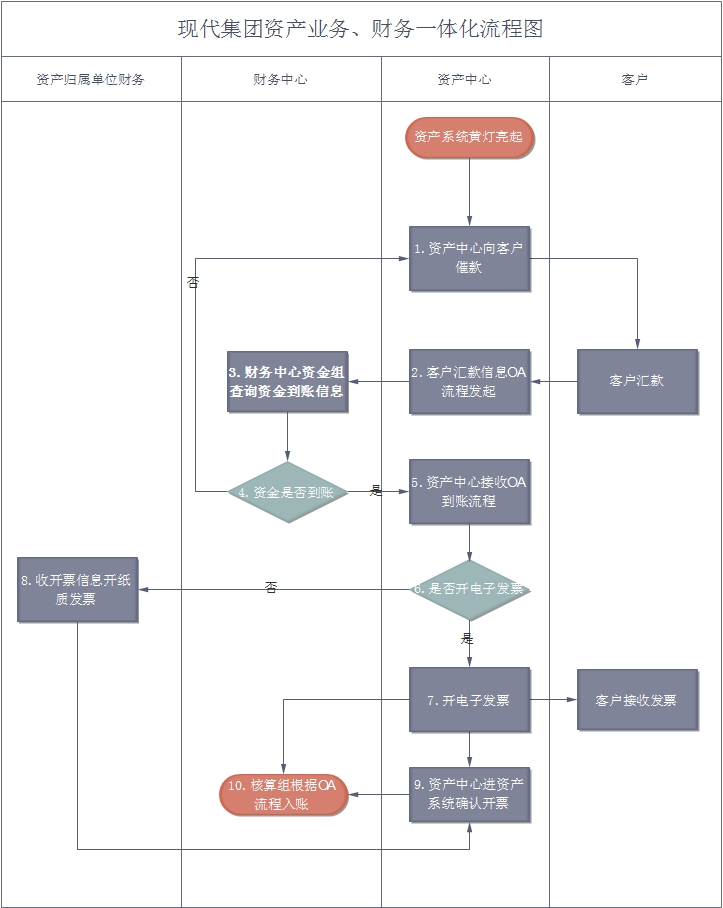 现代集团资产业务、财务一体化流程图
资产归属单位财务
财务中心
资产中心
客户
资产系统黄灯亮起
1.资产中心向客户
催款
否
3.财务中心资金组
查询资金到账信息
2.客户汇款信息OA
流程发起
客户汇款
4.资金是否到账
是
5.资产中心接收OA
到账流程
8.收开票信息开纸
质发票
否
6.是否开电子发票
是
7.开电子发票
客户接收发票
10.核算组根据OA
流程入账
9.资产中心进资产
系统确认开票